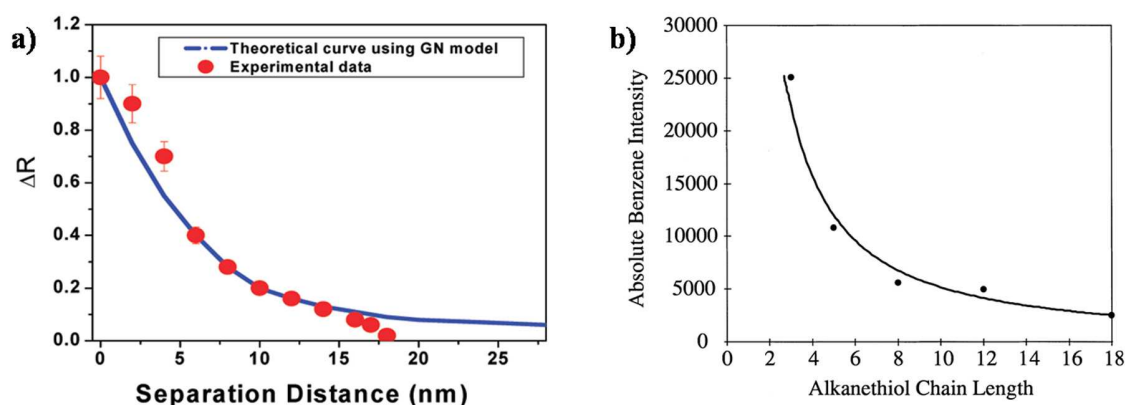 a)
1.2
1.0
0.8
0.6
0.4
0.2
0.0
ΔR
Theoretical curve using GN model
Experimental data
0 5 10 15 20 25
Separation Distance (nm)
b)
30000
25000
20000
15000
10000
5000
0
Absolute Benzene Intensity
0 2 4 6 8 10 12 14 16 18
Alkanethiol Chain Length